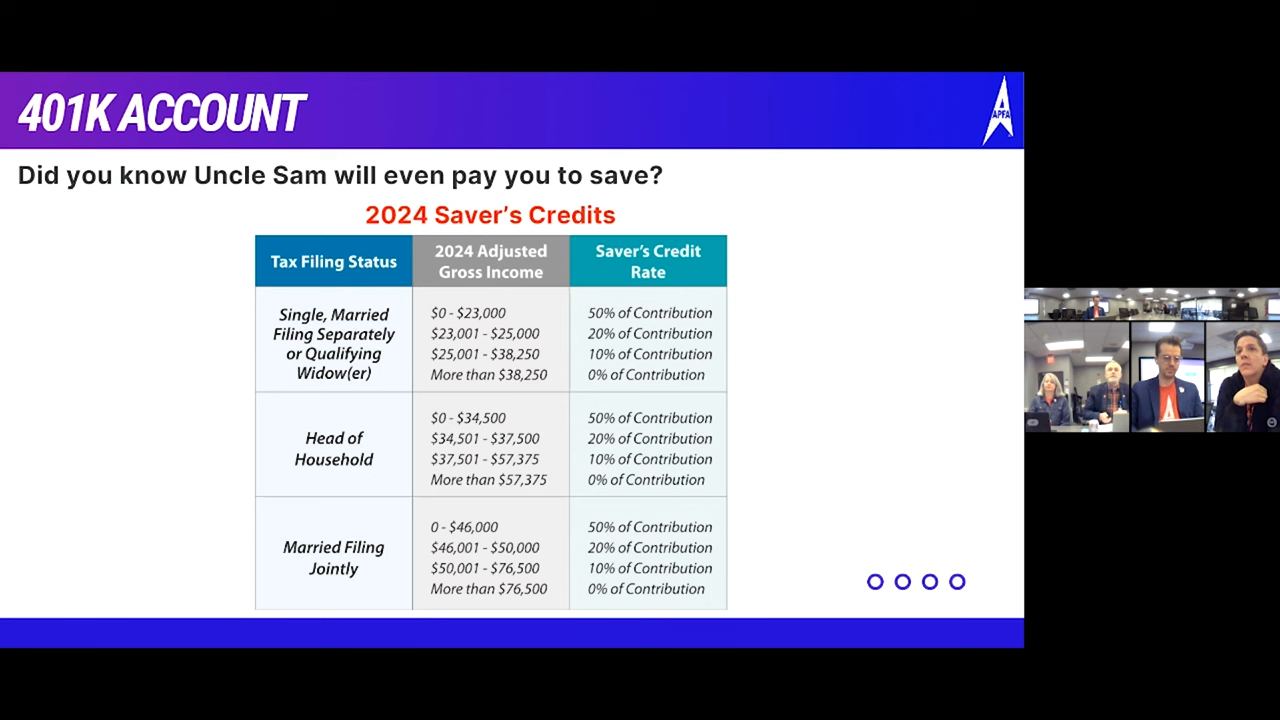 401K ACCOUNT
APFA
Did you know Uncle Sam will even pay you to save?
2024 Saver's Credits
Tax Filing Status
2024 Adjusted
Gross Income
Saver's Credit
Rate
Single, Married
Filing Separately
or Qualifying
Widow(er)
$0 - $23,000
50% of Contribution
$23,001 - $25,000
20% of Contribution
$25,001 - $38,250
10% of Contribution
More than $38,250
0% of Contribution
Head of
Household
$0 - $34,500
50% of Contribution
$34,501 - $37,500
20% of Contribution
$37,501 - $57,375
10% of Contribution
More than $57,375
0% of Contribution
Married Filing
Jointly
0 - $46,000
50% of Contribution
$46,001 - $50,000
20% of Contribution
$50,001 - $76,500
10% of Contribution
More than $76,500
0% of Contribution